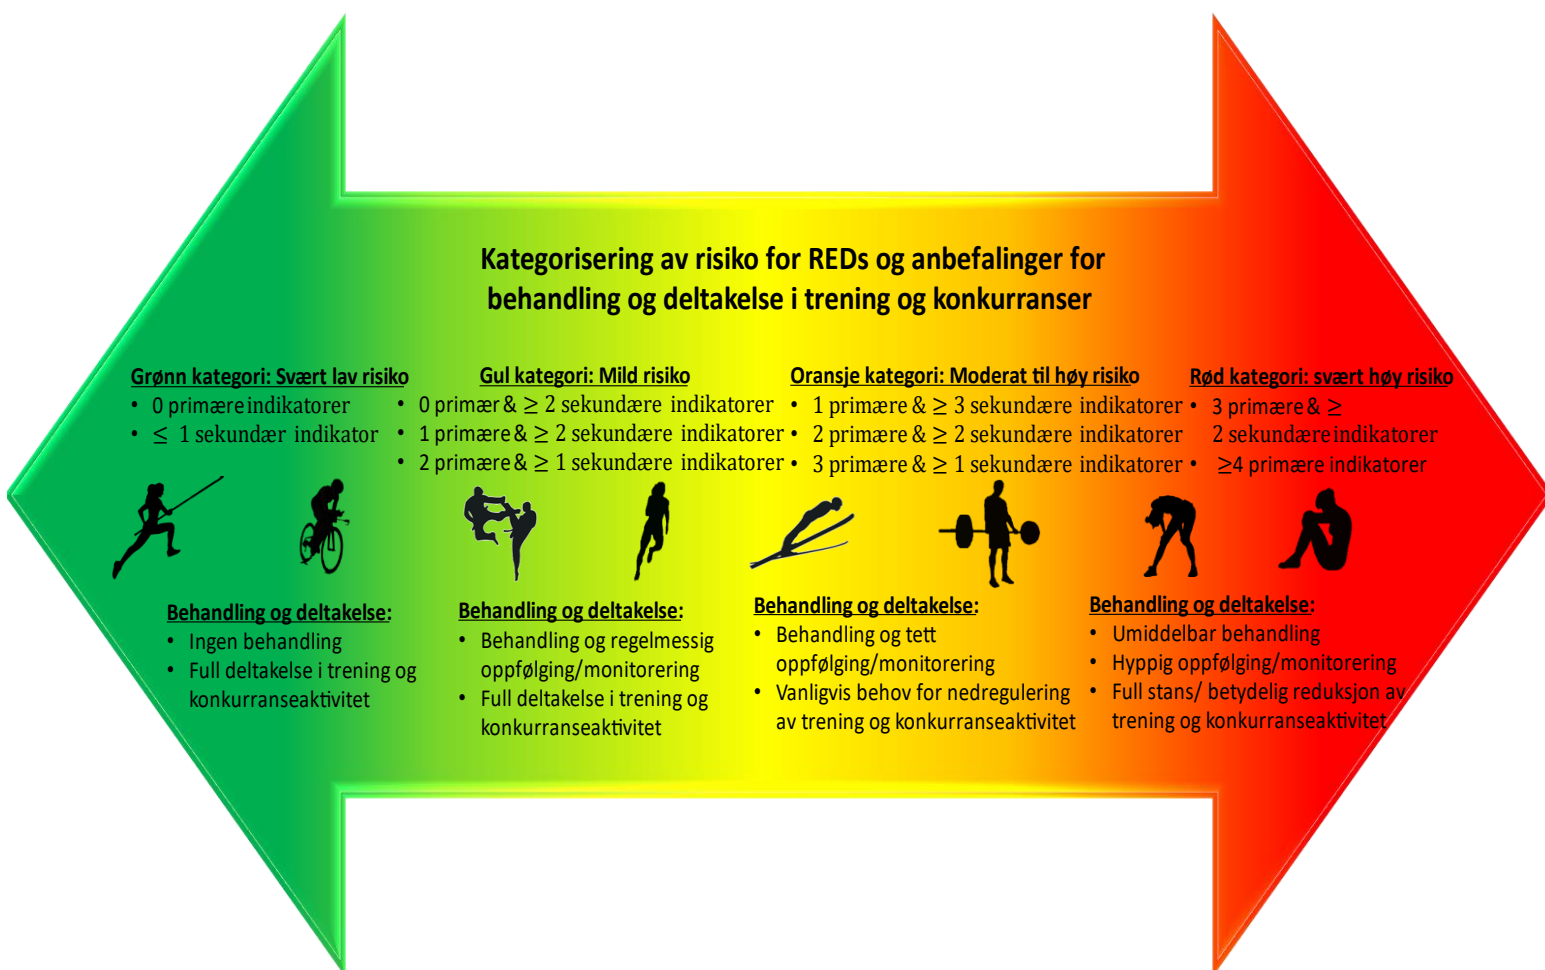 Kategorisering av risiko for REDs og anbefalinger for
behandling og deltakelse i trening og konkurranser
Grønn kategori: Svært lav risiko
• 0 primære indikatorer
• ≤ 1 sekundær indikator
Gul kategori: Mild risiko
• 0 primær & ≥ 2 sekundære indikatorer
• 1 primære & ≥ 2 sekundære indikatorer
• 2 primære & ≥ 1 sekundære indikatorer
Oransje kategori: Moderat til høy risiko
• 1 primære & ≥ 3 sekundære indikatorer
• 2 primære & ≥ 2 sekundære indikatorer
• 3 primære & ≥ 1 sekundære indikatorer
Rød kategori: svært høy risiko
• 3 primære & ≥
2 sekundære indikatorer
• ≥4 primære indikatorer
Behandling og deltakelse:
• Ingen behandling
• Full deltakelse i trening og
konkurranseaktivitet
Behandling og deltakelse:
• Behandling og regelmessig
oppfølging/monitorering
• Full deltakelse i trening og
konkurranseaktivitet
Behandling og deltakelse:
• Behandling og tett
oppfølging/monitorering
• Vanligvis behov for nedregulering
av trening og konkurranseaktivitet
Behandling og deltakelse:
• Umiddelbar behandling
• Hyppig oppfølging/monitorering
• Full stans/ betydelig reduksjon av
trening og konkurranseaktivitet